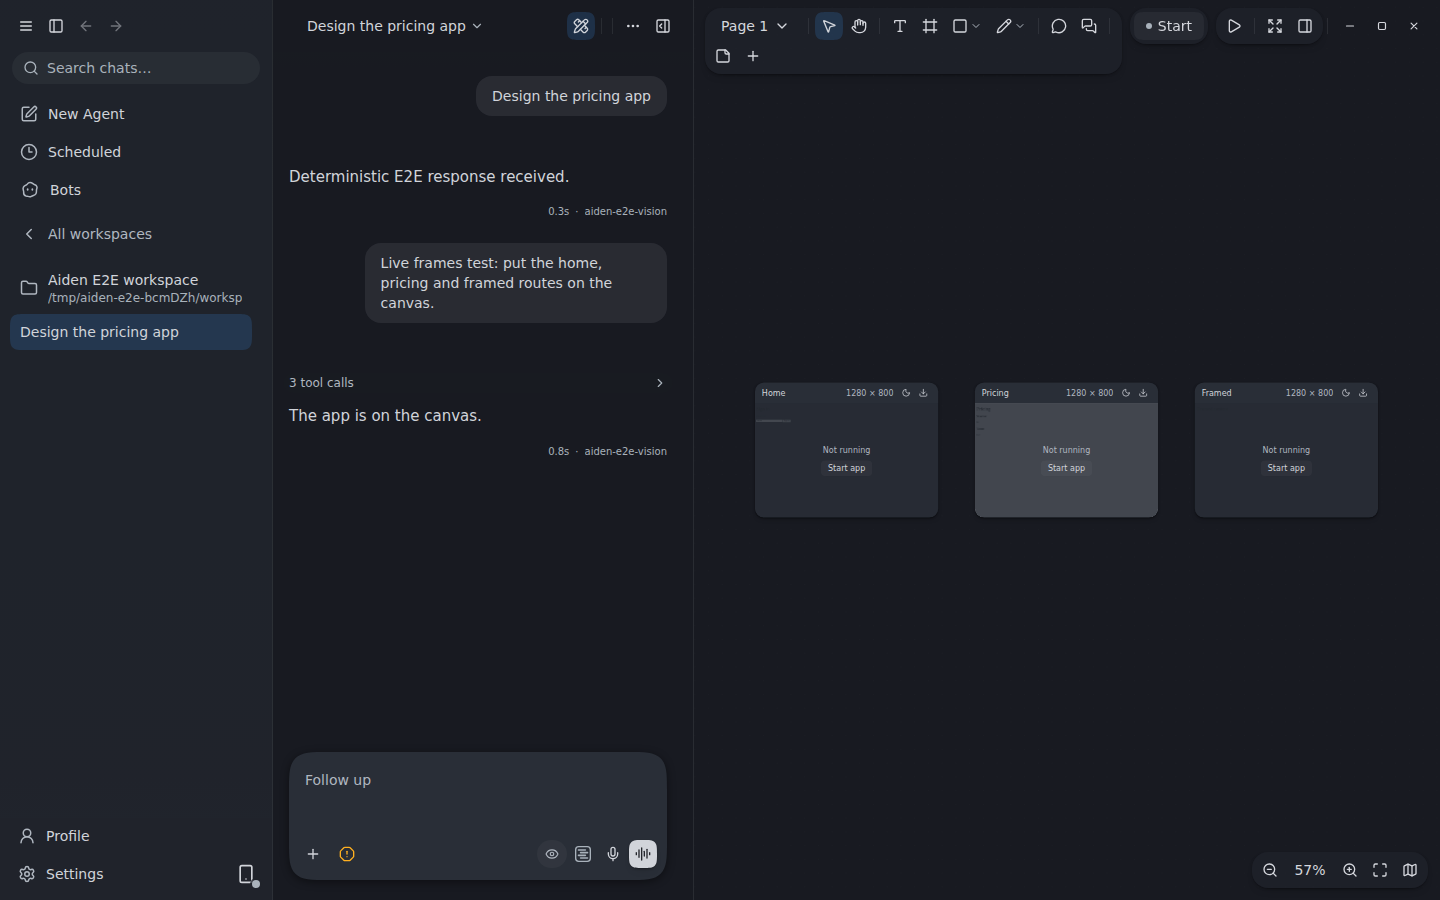 Search chats...
New Agent
Scheduled
Bots
All workspaces
Aiden E2E workspace
/tmp/aiden-e2e-bcmDZh/worksp
Design the pricing app
Profile
Settings
Design the pricing app
Design the pricing app
Deterministic E2E response received.
0.3s · aiden-e2e-vision
Live frames test: put the home,
pricing and framed routes on the
canvas.
3 tool calls
The app is on the canvas.
0.8s · aiden-e2e-vision
Follow up
Page 1
Start
Home 1280 × 800
Not running
Start app
Pricing 1280 × 800
Not running
Start app
Framed 1280 × 800
Not running
Start app
57%